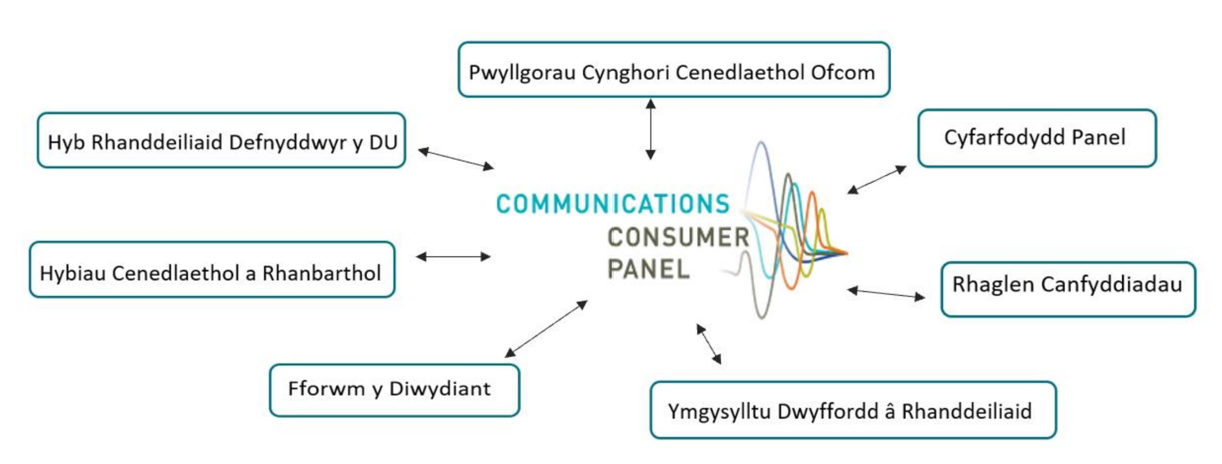 Pwyllgorau Cynghori Cenedlaethol Ofcom
Hyb Rhanddeiliaid Defnyddwyr y DU
Cyfarfodydd Panel
COMMUNICATIONS
CONSUMER
PANEL
Hybiau Cenedlaethol a Rhanbarthol
Rhaglen Canfyddiadau
Fforwm y Diwydiant
Ymgysylltu Dwyffordd â Rhanddeiliaid